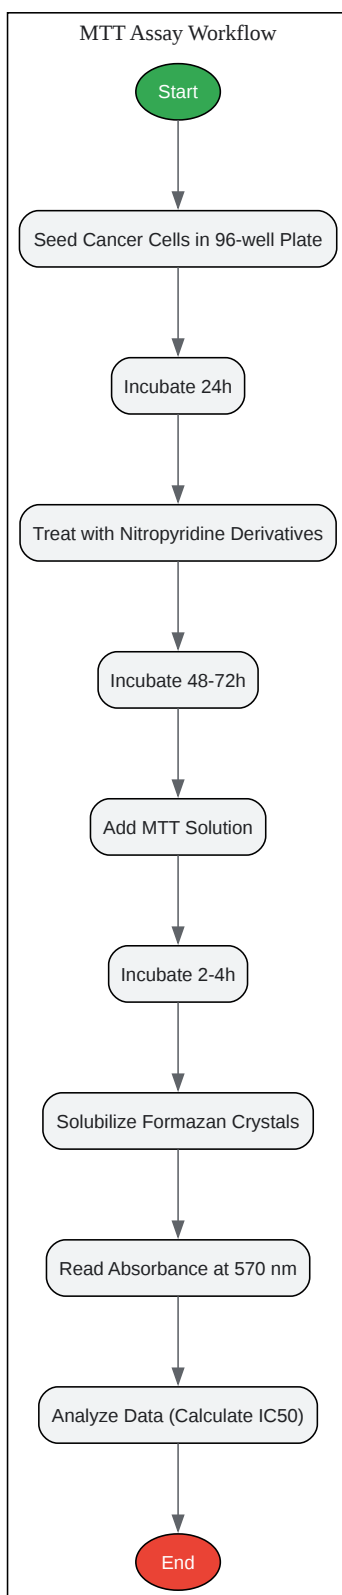 MTT Assay Workflow
Start
Seed Cancer Cells in 96-well Plate
Incubate 24h
Treat with Nitropyridine Derivatives
Incubate 48-72h
Add MTT Solution
Incubate 2-4h
Solubilize Formazan Crystals
Read Absorbance at 570 nm
Analyze Data (Calculate IC50)
End